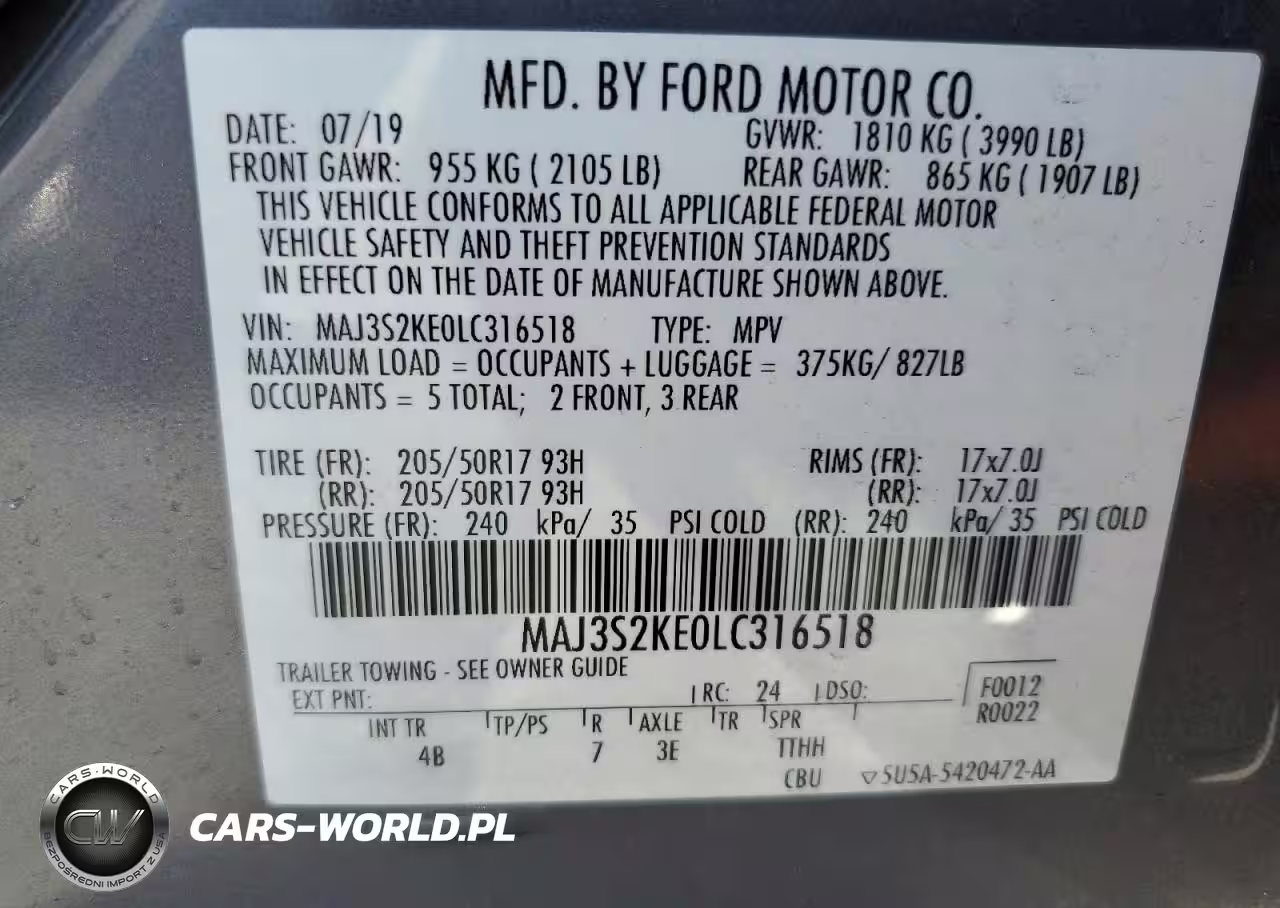 MFD. BY FORD MOTOR CO.
DATE: 07/19 GVWR: 1810 KG ( 3990 LB)
FRONT GAWR: 955 KG ( 2105 LB) REAR GAWR: 865 KG ( 1907 LB)
THIS VEHICLE CONFORMS TO ALL APPLICABLE FEDERAL MOTOR
VEHICLE SAFETY AND THEFT PREVENTION STANDARDS
IN EFFECT ON THE DATE OF MANUFACTURE SHOWN ABOVE.
VIN: MAJ3S2KE0LC316518 TYPE: MPV
MAXIMUM LOAD = OCCUPANTS + LUGGAGE = 375KG/ 827LB
OCCUPANTS = 5 TOTAL; 2 FRONT, 3 REAR
TIRE (FR): 205/50R17 93H RIMS (FR): 17x7.0J
(RR): 205/50R17 93H (RR): 17x7.0J
PRESSURE (FR): 240 kPa/ 35 PSI COLD (RR): 240 kPa/ 35 PSI COLD
MAJ3S2KE0LC316518
TRAILER TOWING - SEE OWNER GUIDE
EXT PNT: RC: 24 DSO: F0012
R0022
INT TR TP/PS R AXLE TR SPR
4B 7 3E TTHH
CBU 5U5A-5420472-AA
CARS-WORLD
CW
BEZPOŚREDNI IMPORT Z USA
CARS-WORLD.PL